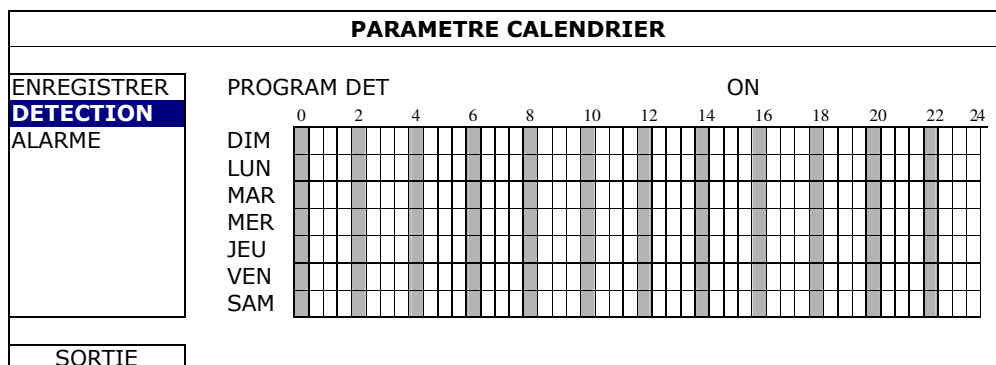 PARAMETRE CALENDRIER
ENREGISTRER
DETECTION
ALARME
PROGRAM DET ON
0 2 4 6 8 10 12 14 16 18 20 22 24
DIM
LUN
MAR
MER
JEU
VEN
SAM
SORTIE